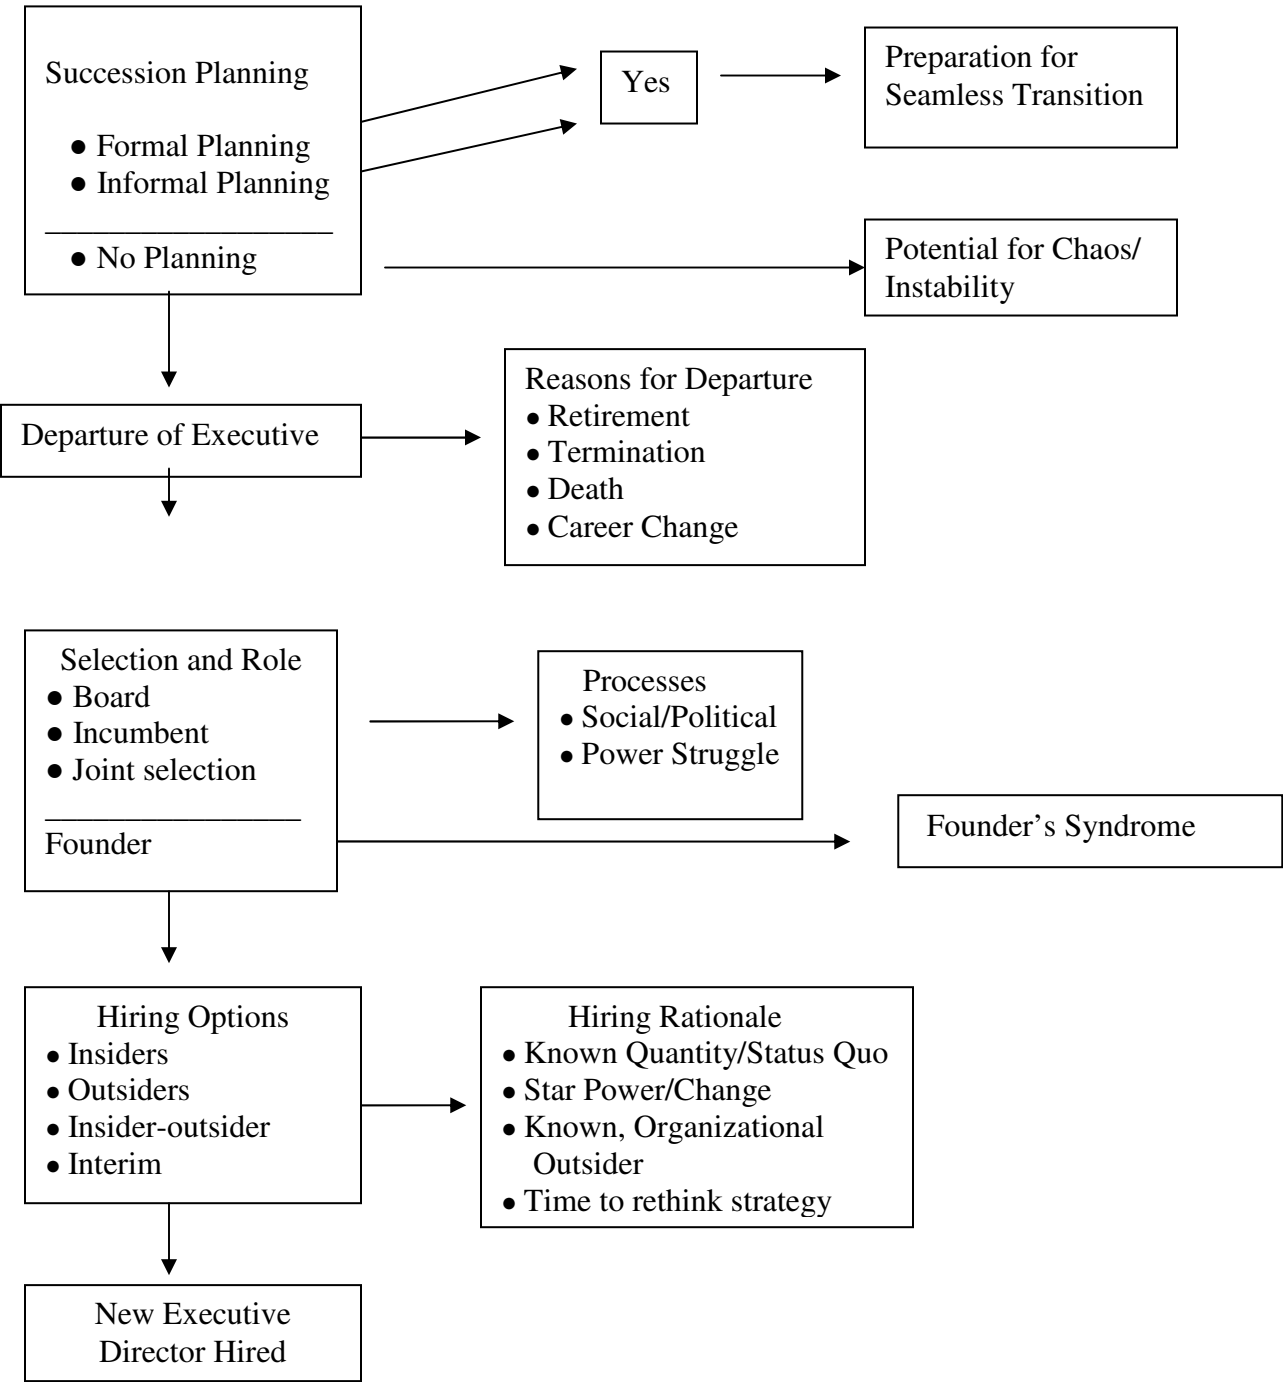 Succession Planning
● Formal Planning
● Informal Planning
● No Planning
Yes
Preparation for
Seamless Transition
Potential for Chaos/
Instability
Departure of Executive
Reasons for Departure
● Retirement
● Termination
● Death
● Career Change
Selection and Role
● Board
● Incumbent
● Joint selection
Founder
Processes
● Social/Political
● Power Struggle
Founder’s Syndrome
Hiring Options
● Insiders
● Outsiders
● Insider-outsider
● Interim
Hiring Rationale
● Known Quantity/Status Quo
● Star Power/Change
● Known, Organizational
Outsider
● Time to rethink strategy
New Executive
Director Hired